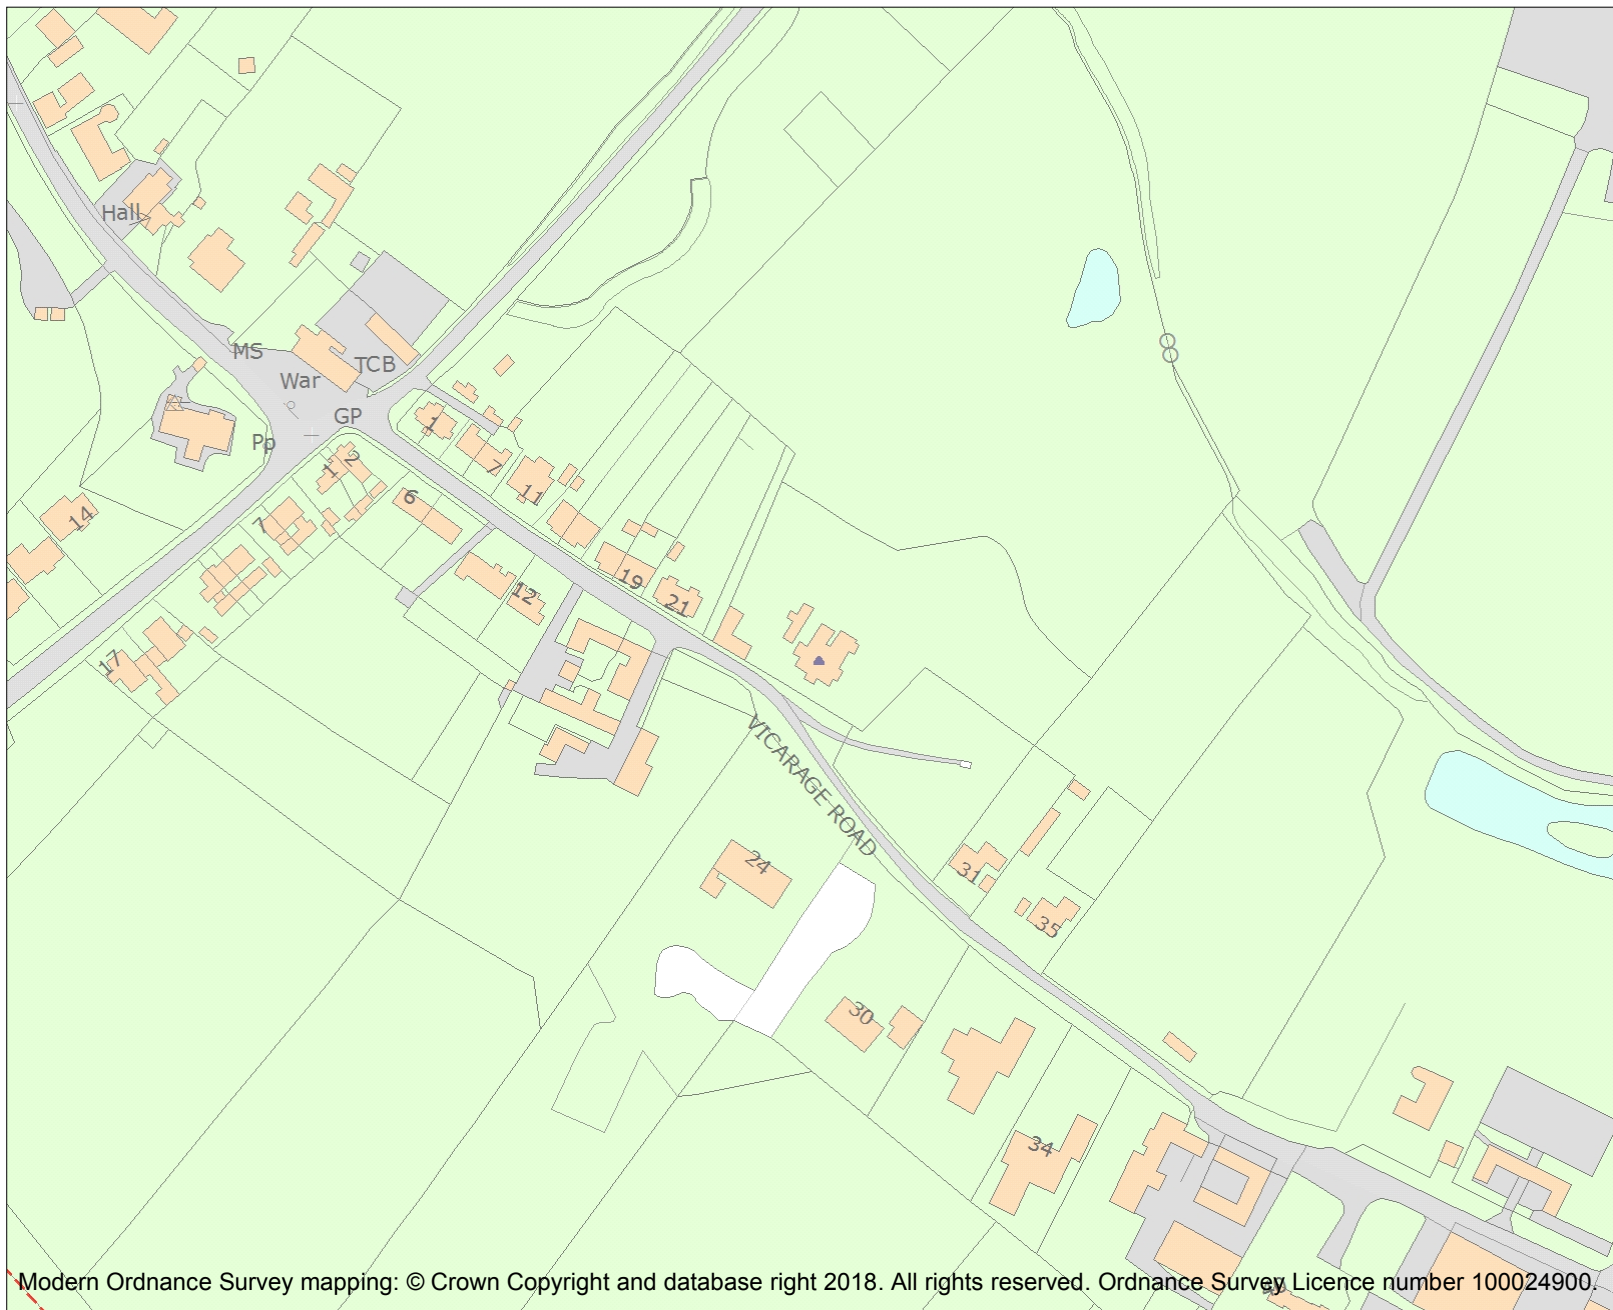 Hall
MS
TCB
War
GP
Pp
1
1
2
7
6
11
14
7
19
12
21
17
VICARAGE ROAD
24
31
35
30
34
Modern Ordnance Survey mapping: © Crown Copyright and database right 2018. All rights reserved. Ordnance Survey Licence number 100024900.